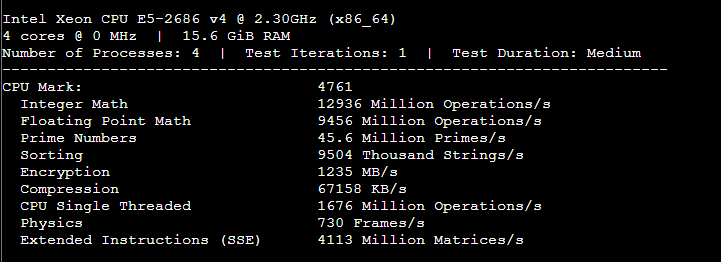 Intel Xeon CPU E5-2686 v4 @ 2.30GHz (x86_64)
4 cores @ 0 MHz | 15.6 GiB RAM
Number of Processes: 4 | Test Iterations: 1 | Test Duration: Medium
--------------------------------------------------------------------------
CPU Mark: 4761
Integer Math 12936 Million Operations/s
Floating Point Math 9456 Million Operations/s
Prime Numbers 45.6 Million Primes/s
Sorting 9504 Thousand Strings/s
Encryption 1235 MB/s
Compression 67158 KB/s
CPU Single Threaded 1676 Million Operations/s
Physics 730 Frames/s
Extended Instructions (SSE) 4113 Million Matrices/s